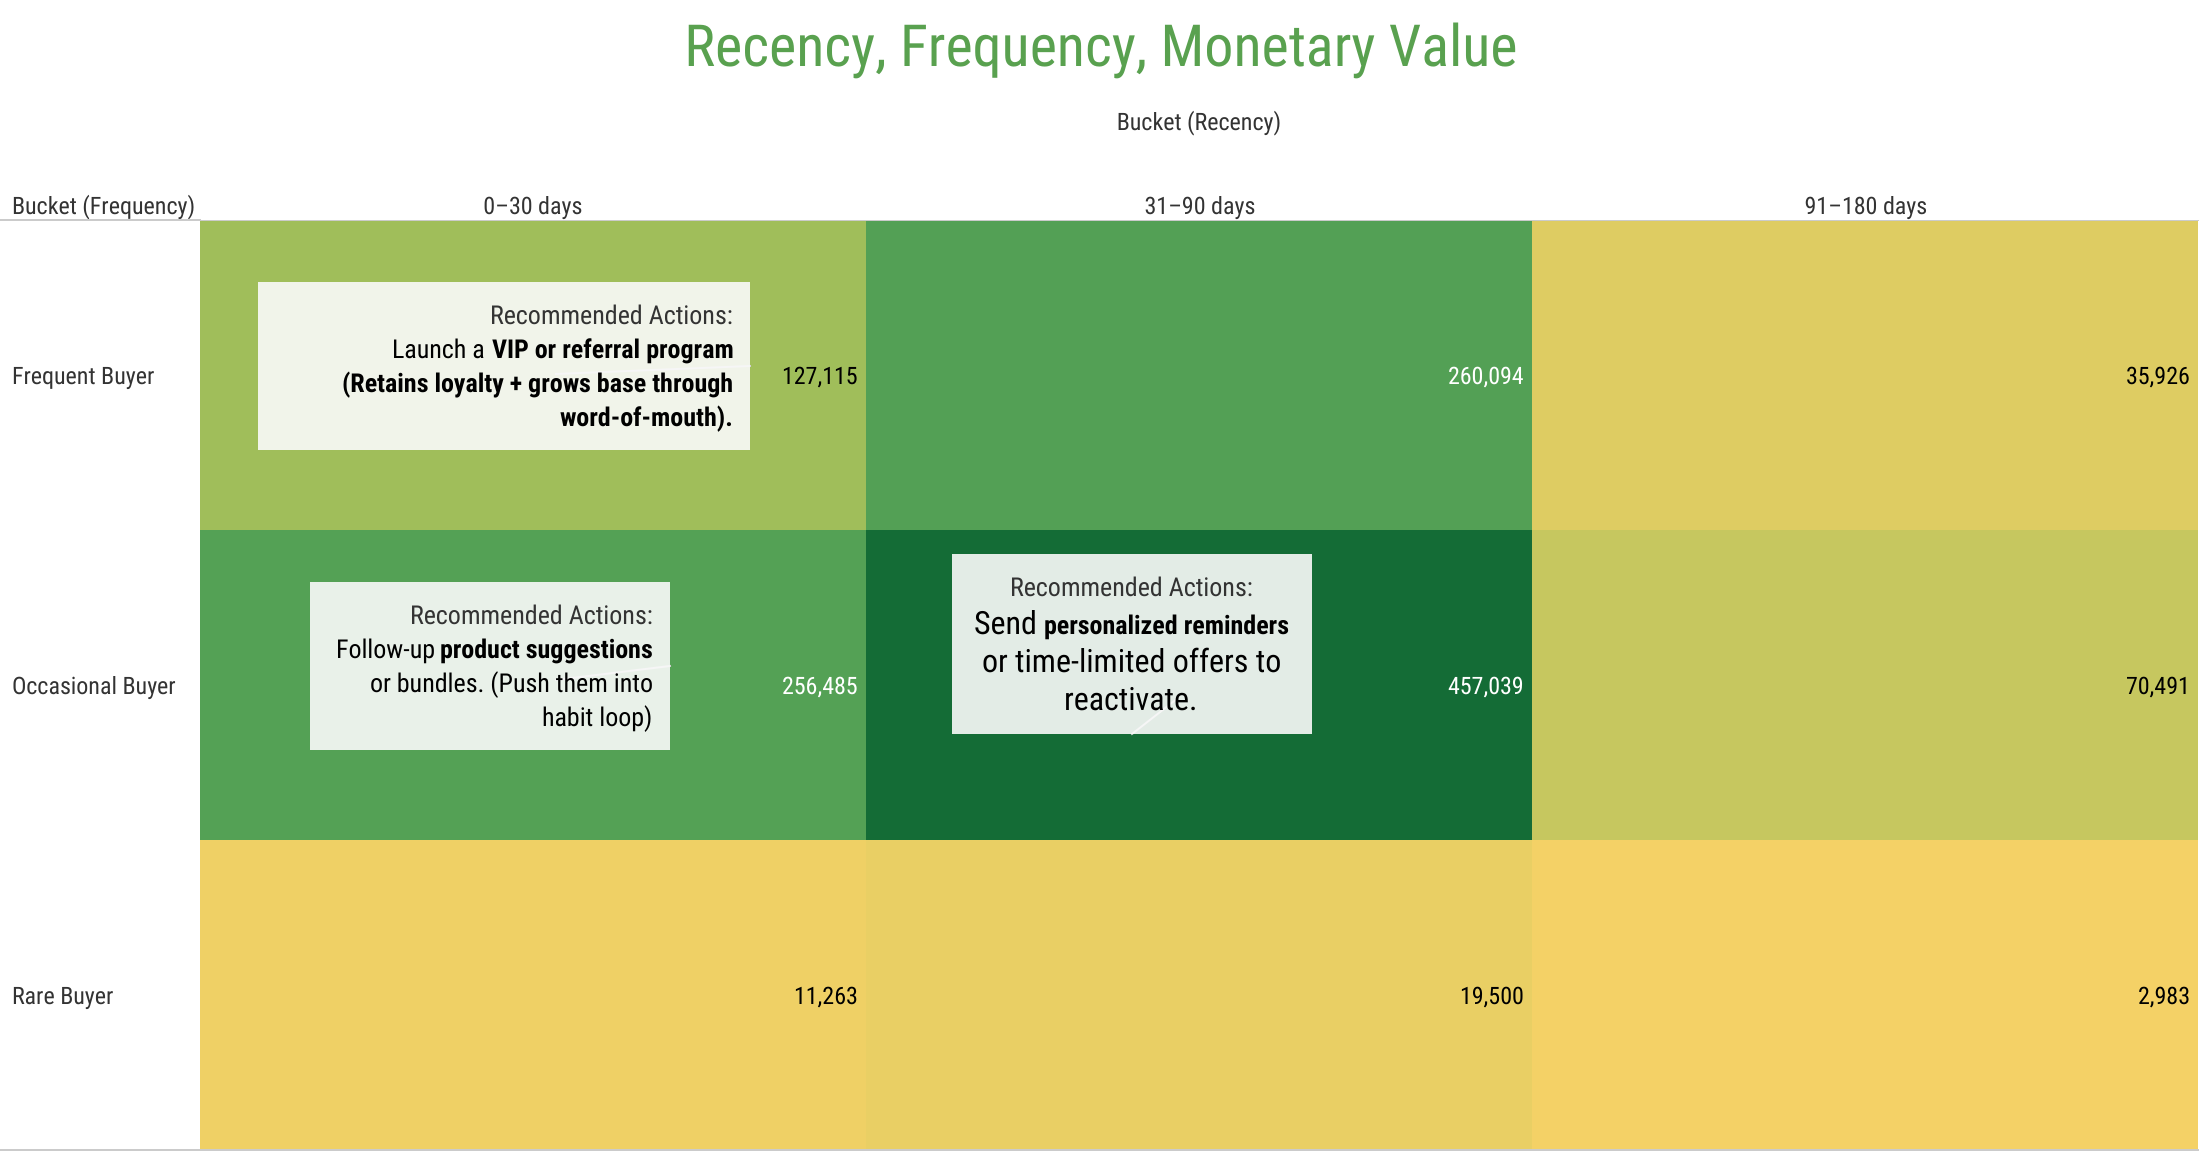 Recency, Frequency, Monetary Value
Bucket (Recency)
Bucket (Frequency)
0–30 days
31–90 days
91–180 days
Frequent Buyer
Recommended Actions:
Launch a VIP or referral program
(Retains loyalty + grows base through
word-of-mouth).
127,115
260,094
35,926
Occasional Buyer
Recommended Actions:
Follow-up product suggestions
or bundles. (Push them into
habit loop)
256,485
Recommended Actions:
Send personalized reminders
or time-limited offers to
reactivate.
457,039
70,491
Rare Buyer
11,263
19,500
2,983